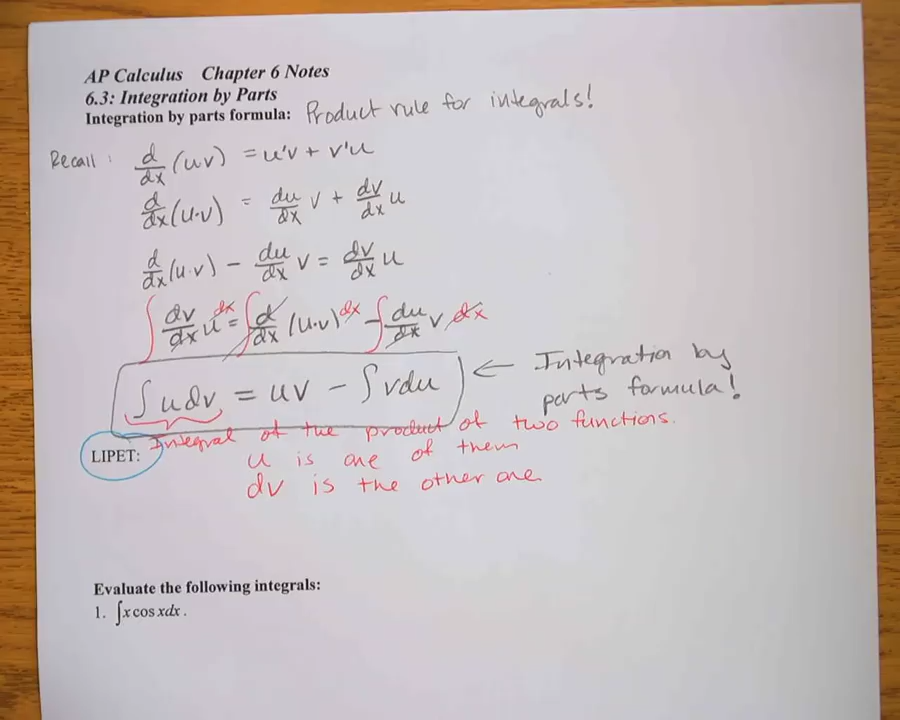 AP Calculus Chapter 6 Notes
6.3: Integration by Parts
Integration by parts formula: Product rule for integrals!
Recall: d/dx (uv) = u'v + v'u
d/dx (u·v) = du/dx v + dv/dx u
d/dx (u·v) − du/dx v = dv/dx u
∫ dv/dx u dx = ∫ d/dx (u·v) dx − ∫ du/dx v dx
∫ u dv = uv − ∫ v du ← Integration by
parts formula!
Integral of the product of two functions.
LIPET: u is one of them
dv is the other one
Evaluate the following integrals:
1. ∫x cos xdx.